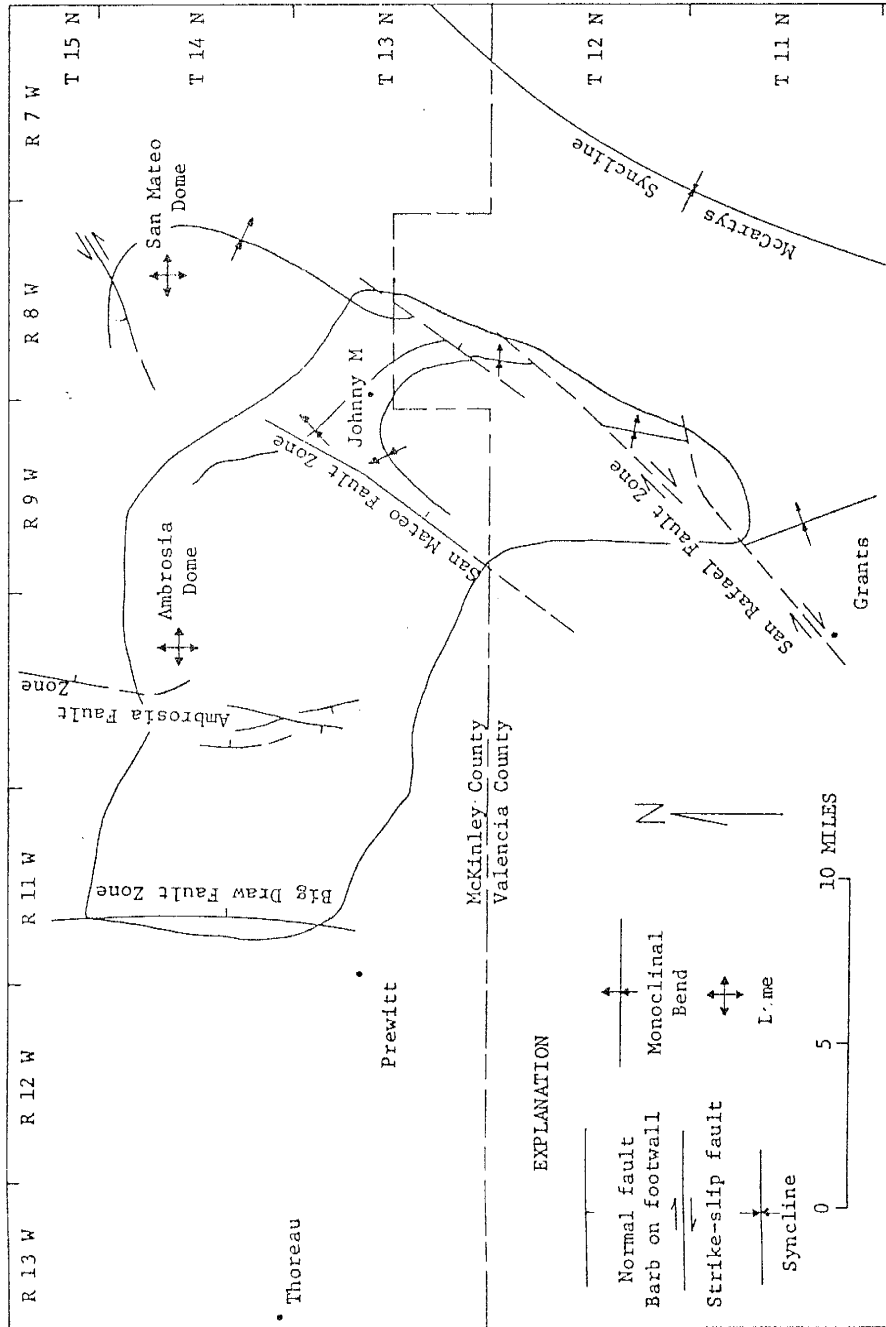 R 13 W
R 12 W
R 11 W
R 9 W
R 8 W
R 7 W
T 15 N
T 14 N
T 13 N
T 12 N
T 11 N
San Mateo
Dome
Ambrosia
Dome
Ambrosia Fault
Zone
Big Draw Fault Zone
Johnny M
San Mateo Fault Zone
Thoreau
Prewitt
McKinley County
Valencia County
San Rafael Fault Zone
McCartys
Syncline
Grants
N
EXPLANATION
Normal fault
Barb on footwall
Strike-slip fault
Syncline
Monoclinal
Bend
0
5
10 MILES